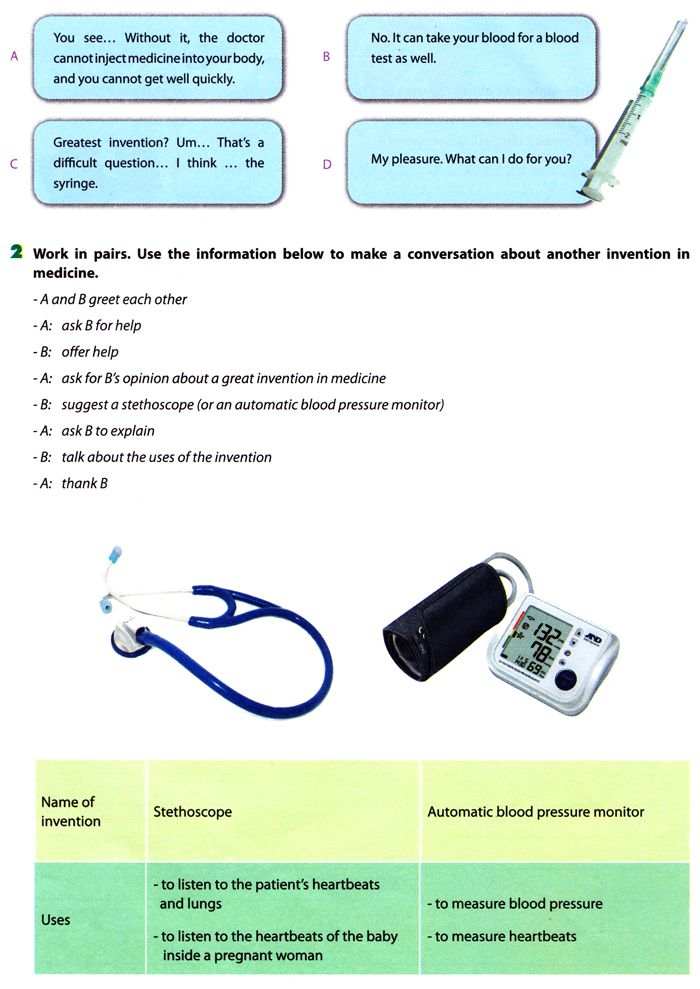 A
You see… Without it, the doctor
cannot inject medicine into your body,
and you cannot get well quickly.
B
No. It can take your blood for a blood
test as well.
C
Greatest invention? Um… That's a
difficult question… I think … the
syringe.
D
My pleasure. What can I do for you?
2 Work in pairs. Use the information below to make a conversation about another invention in
medicine.
- A and B greet each other
- A: ask B for help
- B: offer help
- A: ask for B's opinion about a great invention in medicine
- B: suggest a stethoscope (or an automatic blood pressure monitor)
- A: ask B to explain
- B: talk about the uses of the invention
- A: thank B
AND
132
78
69
Name of
invention
Stethoscope
Automatic blood pressure monitor
Uses
- to listen to the patient's heartbeats
and lungs
- to listen to the heartbeats of the baby
inside a pregnant woman
- to measure blood pressure
- to measure heartbeats